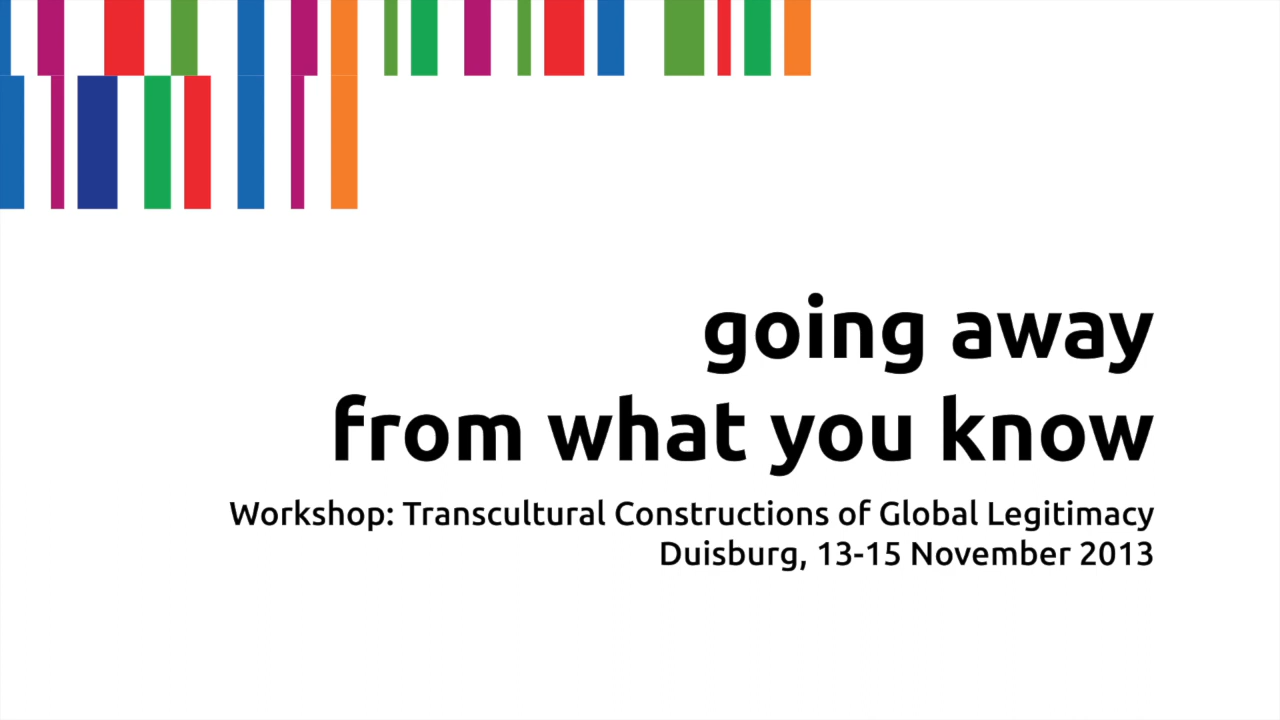 going away
from what you know
Workshop: Transcultural Constructions of Global Legitimacy
Duisburg, 13-15 November 2013